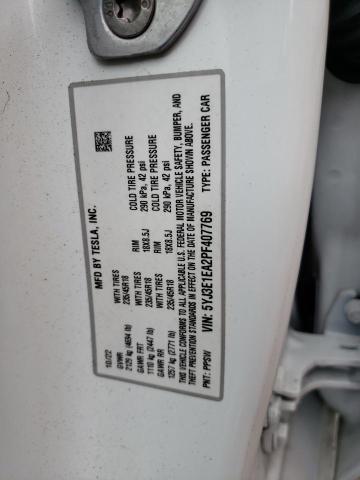 MFD BY TESLA, INC.
10/22
GVWR
2129 kg (4694 lb)
GAWR FRT
1110 kg (2447 lb)
WITH TIRES
235/45R18
RIM
18X8.5J
COLD TIRE PRESSURE
290 kPa, 42 psi
GAWR RR
1257 kg (2771 lb)
WITH TIRES
235/45R18
RIM
18X8.5J
COLD TIRE PRESSURE
290 kPa, 42 psi
THIS VEHICLE CONFORMS TO ALL APPLICABLE
U.S. FEDERAL MOTOR VEHICLE SAFETY, BUMPER, AND
THEFT PREVENTION STANDARDS IN EFFECT ON THE
DATE OF MANUFACTURE SHOWN ABOVE.
VIN: 5YJ3E1EA2PF407769
PNT: PPSW
TYPE: PASSENGER CAR